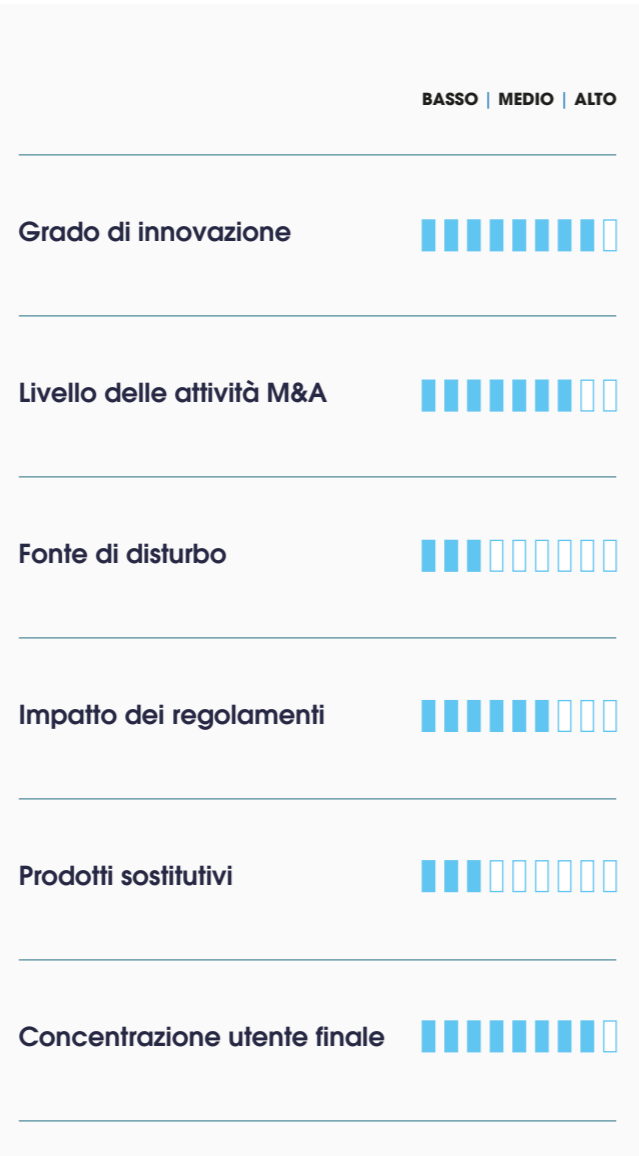 BASSO | MEDIO | ALTO
Grado di innovazione
Livello delle attività M&A
Fonte di disturbo
Impatto dei regolamenti
Prodotti sostitutivi
Concentrazione utente finale